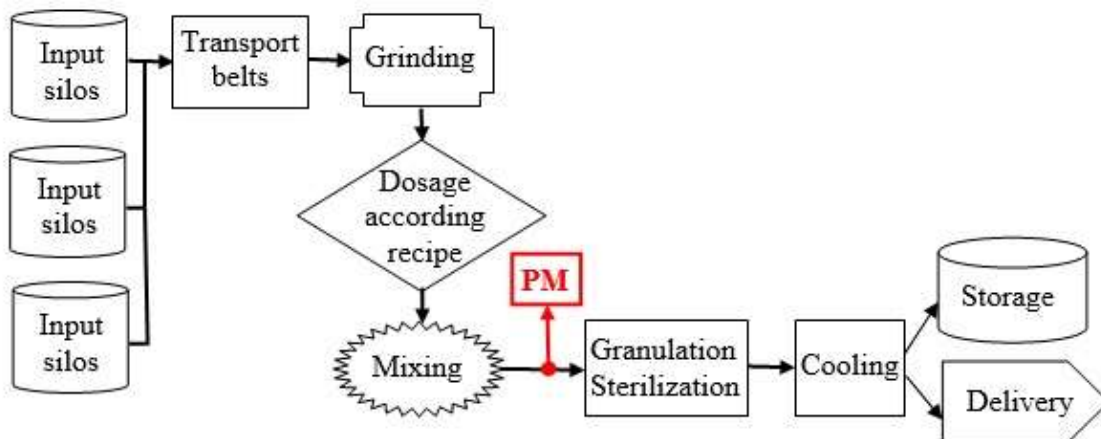 Input
silos
Transport
belts
Grinding
Input
silos
Dosage
according
recipe
Input
silos
PM
Mixing
Granulation
Sterilization
Cooling
Storage
Delivery